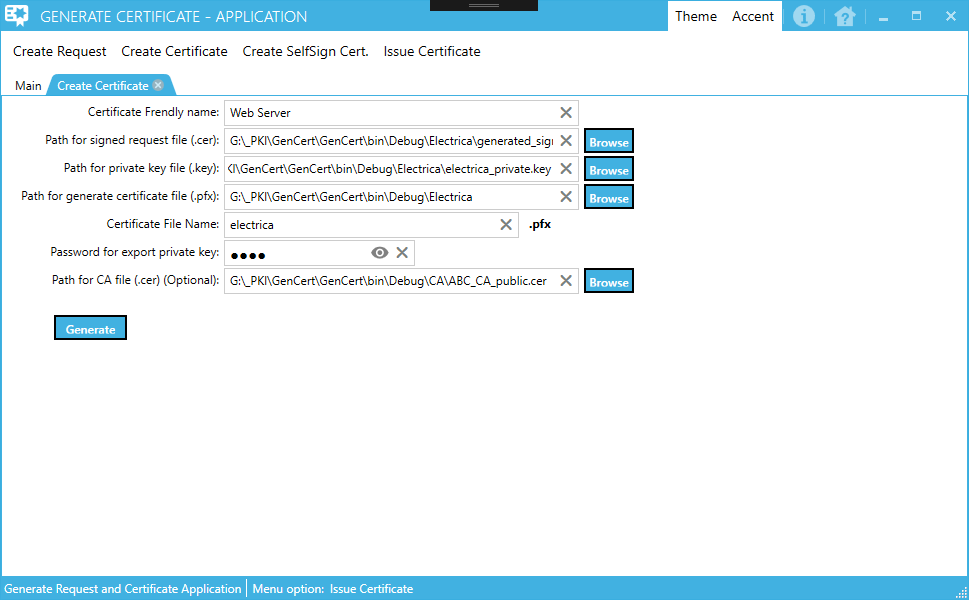 GENERATE CERTIFICATE - APPLICATION
Theme Accent
Create Request Create Certificate Create SelfSign Cert. Issue Certificate
Main Create Certificate
Certificate Frendly name: Web Server
Path for signed request file (.cer): G:\_PKI\GenCert\GenCert\bin\Debug\Electrica\generated_sig Browse
Path for private key file (.key): KI\GenCert\GenCert\bin\Debug\Electrica\electrica_private.key Browse
Path for generate certificate file (.pfx): G:\_PKI\GenCert\GenCert\bin\Debug\Electrica Browse
Certificate File Name: electrica .pfx
Password for export private key: ●●●●
Path for CA file (.cer) (Optional): G:\_PKI\GenCert\GenCert\bin\Debug\CA\ABC_CA_public.cer Browse
Generate
Generate Request and Certificate Application Menu option: Issue Certificate